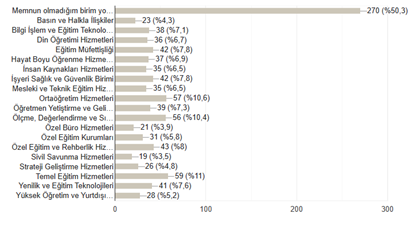 Memnun olmadığım birim yo... 270 (%50,3)
Basın ve Halkla İlişkiler 23 (%4,3)
Bilgi İşlem ve Eğitim Teknolo... 38 (%7,1)
Din Öğretimi Hizmetleri 36 (%6,7)
Eğitim Müfettişliği 42 (%7,8)
Hayat Boyu Öğrenme Hizme... 37 (%6,9)
İnsan Kaynakları Hizmetleri 35 (%6,5)
İşyeri Sağlık ve Güvenlik Birimi 42 (%7,8)
Mesleki ve Teknik Eğitim Hiz... 35 (%6,5)
Ortaöğretim Hizmetleri 57 (%10,6)
Öğretmen Yetiştirme ve Geli... 39 (%7,3)
Ölçme, Değerlendirme ve Sı... 56 (%10,4)
Özel Büro Hizmetleri 21 (%3,9)
Özel Eğitim Kurumları 31 (%5,8)
Özel Eğitim ve Rehberlik Hiz... 43 (%8)
Sivil Savunma Hizmetleri 19 (%3,5)
Strateji Geliştirme Hizmetleri 26 (%4,8)
Temel Eğitim Hizmetleri 59 (%11)
Yenilik ve Eğitim Teknolojileri 41 (%7,6)
Yüksek Öğretim ve Yurtdışı... 28 (%5,2)
0 100 200 300